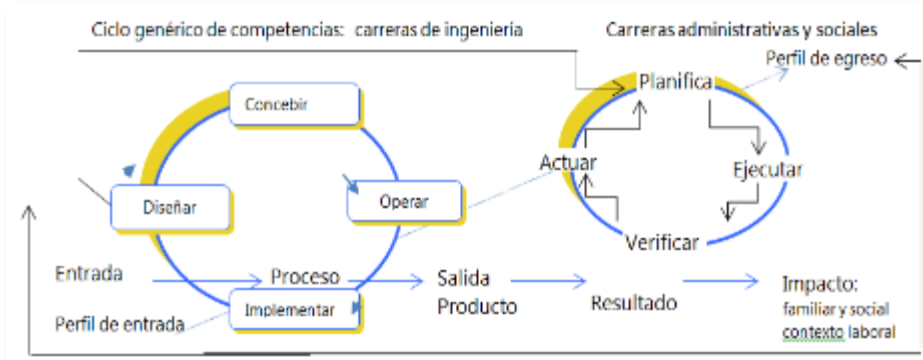 Ciclo genérico de competencias: carreras de ingeniería
Carreras administrativas y sociales
Perfil de egreso
Planifica
Concebir
Actuar
Ejecutar
Diseñar
Operar
Verificar
Entrada
Proceso
Salida
Producto
Resultado
Impacto:
familiar y social
contexto laboral
Perfil de entrada
Implementar